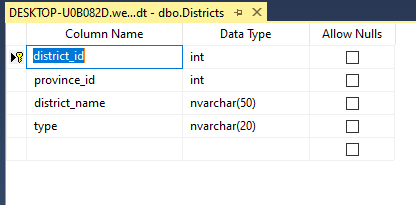 DESKTOP-U0B082D.we...dt - dbo.Districts
Column Name Data Type Allow Nulls
district_id int
province_id int
district_name nvarchar(50)
type nvarchar(20)